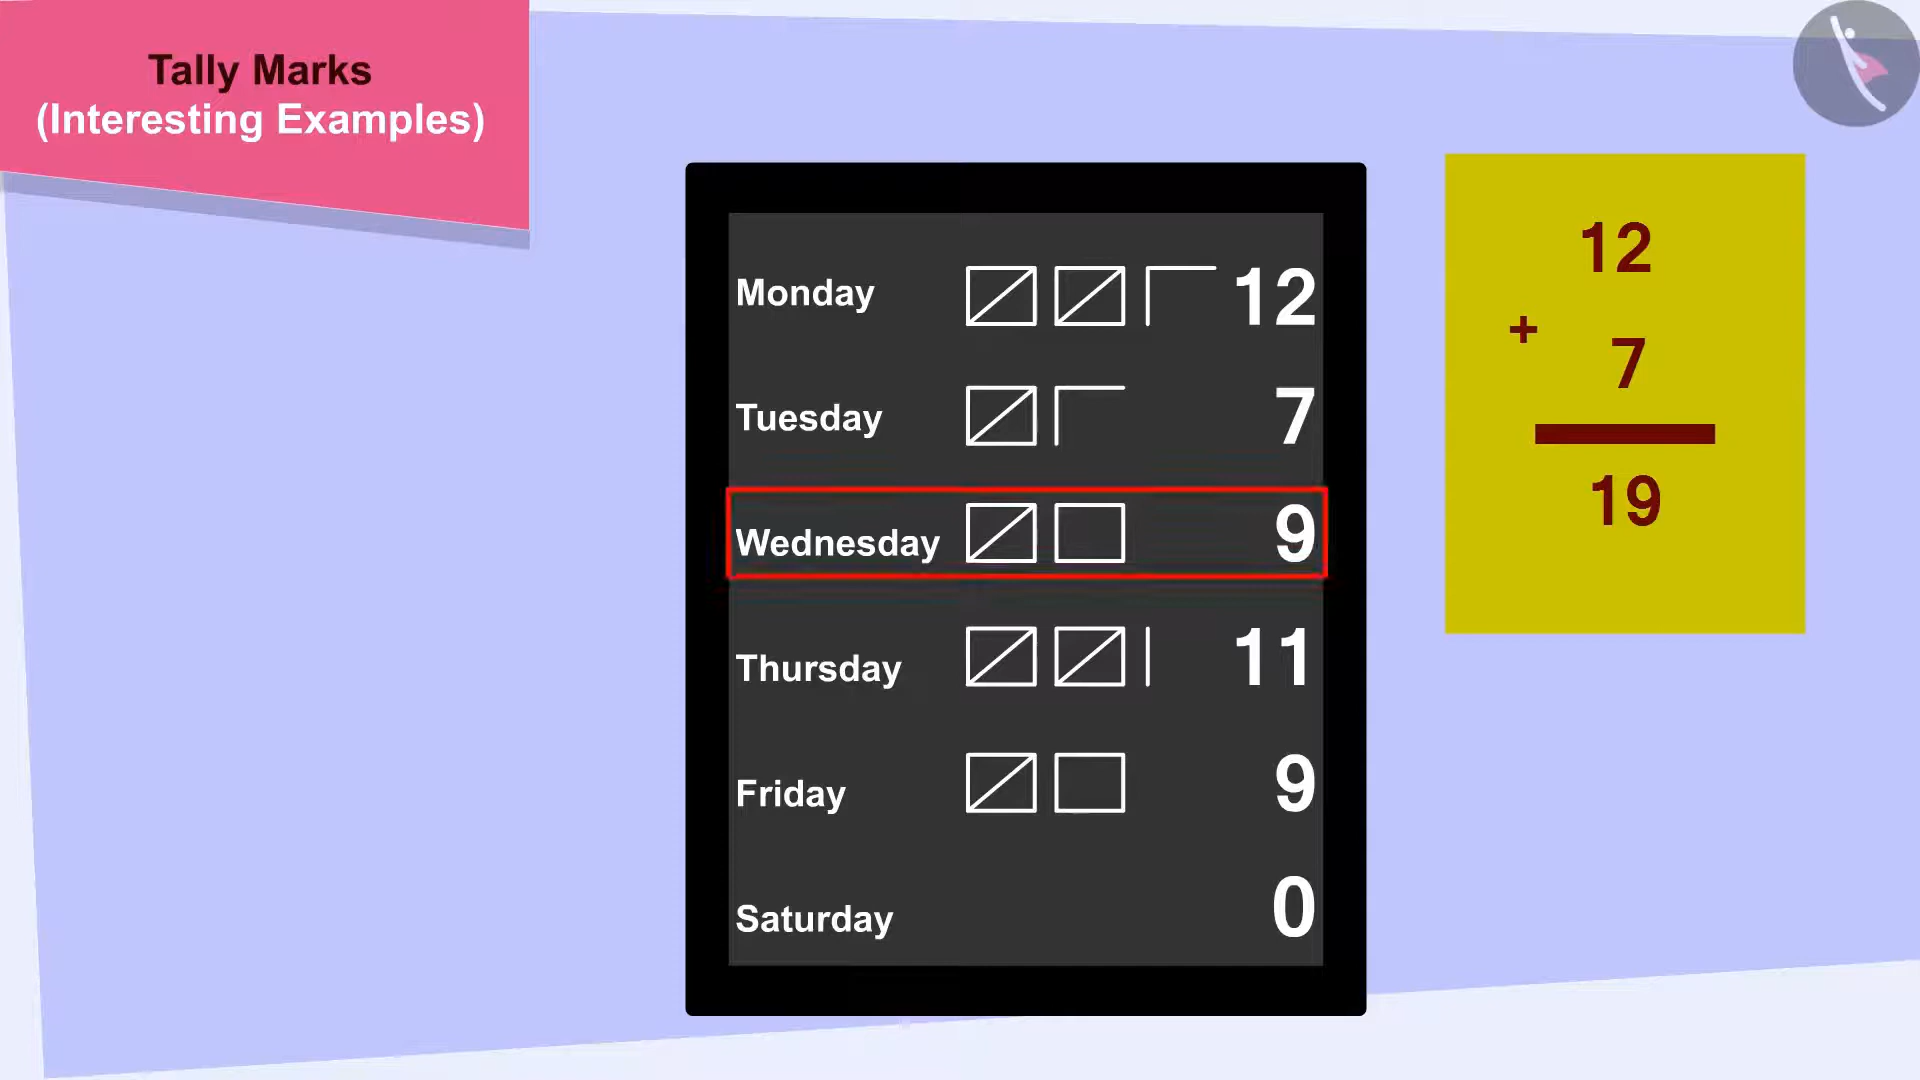 Tally Marks
(Interesting Examples)
Monday 12
Tuesday 7
Wednesday 9
Thursday 11
Friday 9
Saturday 0
12
+
7
19